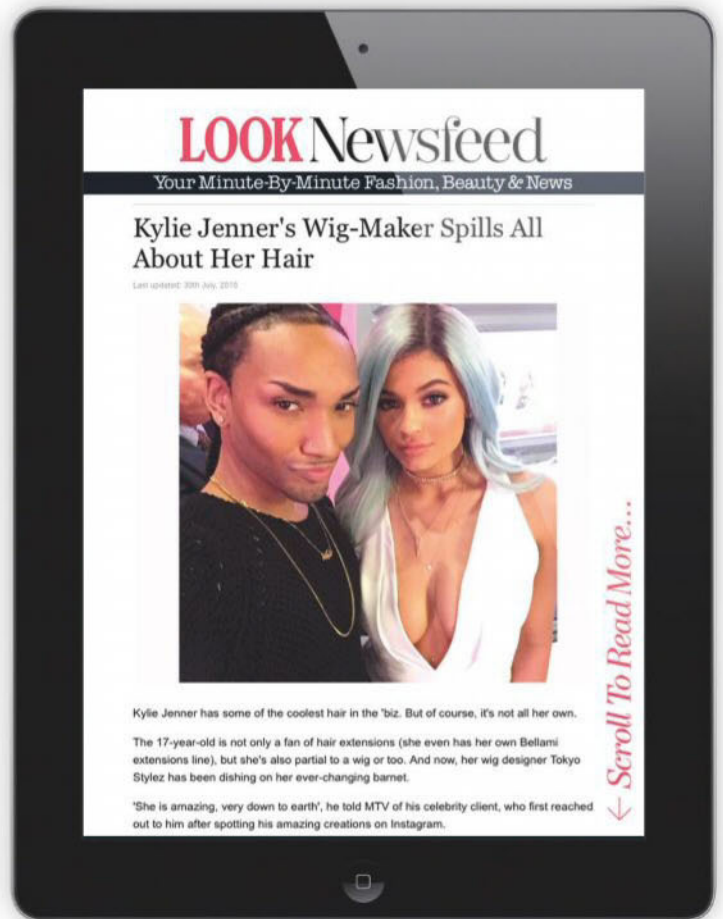 LOOK Newsfeed
Your Minute-By-Minute Fashion, Beauty & News
Kylie Jenner's Wig-Maker Spills All
About Her Hair
Last updated: 30th July, 2015
Kylie Jenner has some of the coolest hair in the 'biz. But of course, it's not all her own.
The 17-year-old is not only a fan of hair extensions (she even has her own Bellami
extensions line), but she's also partial to a wig or too. And now, her wig designer Tokyo
Stylez has been dishing on her ever-changing barnet.
'She is amazing, very down to earth', he told MTV of his celebrity client, who first reached
out to him after spotting his amazing creations on Instagram.
← Scroll To Read More...